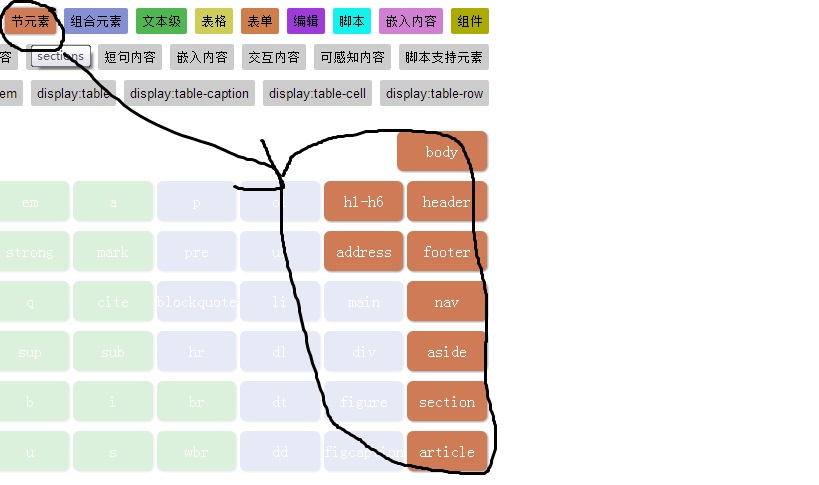 节元素 组合元素 文本级 表格 表单 编辑 脚本 嵌入内容 组件
容 sections 短句内容 嵌入内容 交互内容 可感知内容 脚本支持元素
em display:table display:table-caption display:table-cell display:table-row
body
em a p h1-h6 header
strong mark pre address footer
q cite blockquote li main nav
sup sub hr dl div aside
b i br dt figure section
u s wbr dd figcaption article